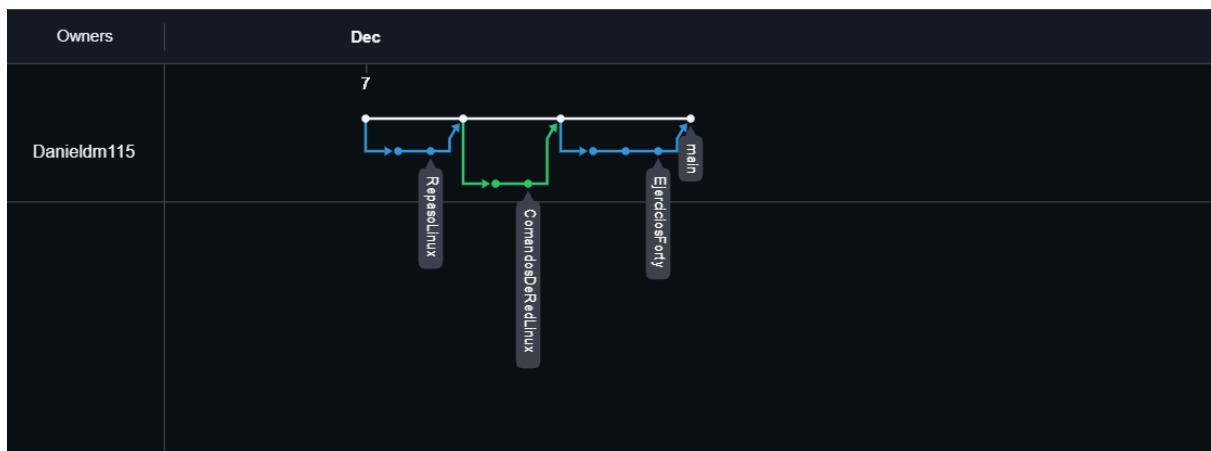 Owners
Dec
7
Danieldm115
main
RepasoLinux
EjerciciosForty
ComandosDeRedLinux